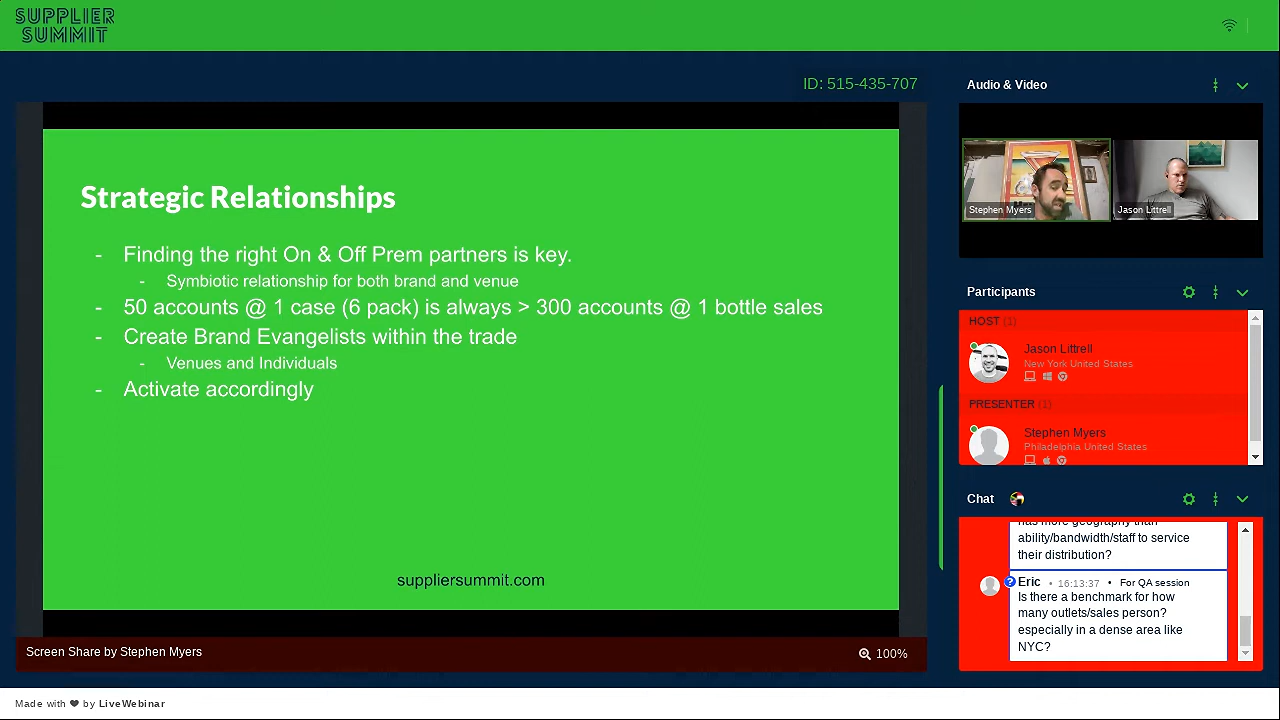 SUPPLIER
SUMMIT
ID: 515-435-707
Strategic Relationships
- Finding the right On & Off Prem partners is key.
- Symbiotic relationship for both brand and venue
- 50 accounts @ 1 case (6 pack) is always > 300 accounts @ 1 bottle sales
- Create Brand Evangelists within the trade
- Venues and Individuals
- Activate accordingly
suppliersummit.com
Screen Share by Stephen Myers
100%
Audio & Video
Stephen Myers
Jason Littrell
Participants
HOST (1)
Jason Littrell
New York United States
PRESENTER (1)
Stephen Myers
Philadelphia United States
Chat
has more geography than
ability/bandwidth/staff to service
their distribution?
? Eric • 16:13:37 • For QA session
Is there a benchmark for how
many outlets/sales person?
especially in a dense area like
NYC?
Made with ❤ by LiveWebinar